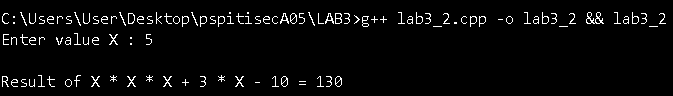 C:\Users\User\Desktop\pspitisecA05\LAB3>g++ lab3_2.cpp -o lab3_2 && lab3_2
Enter value X : 5
Result of X * X * X + 3 * X - 10 = 130